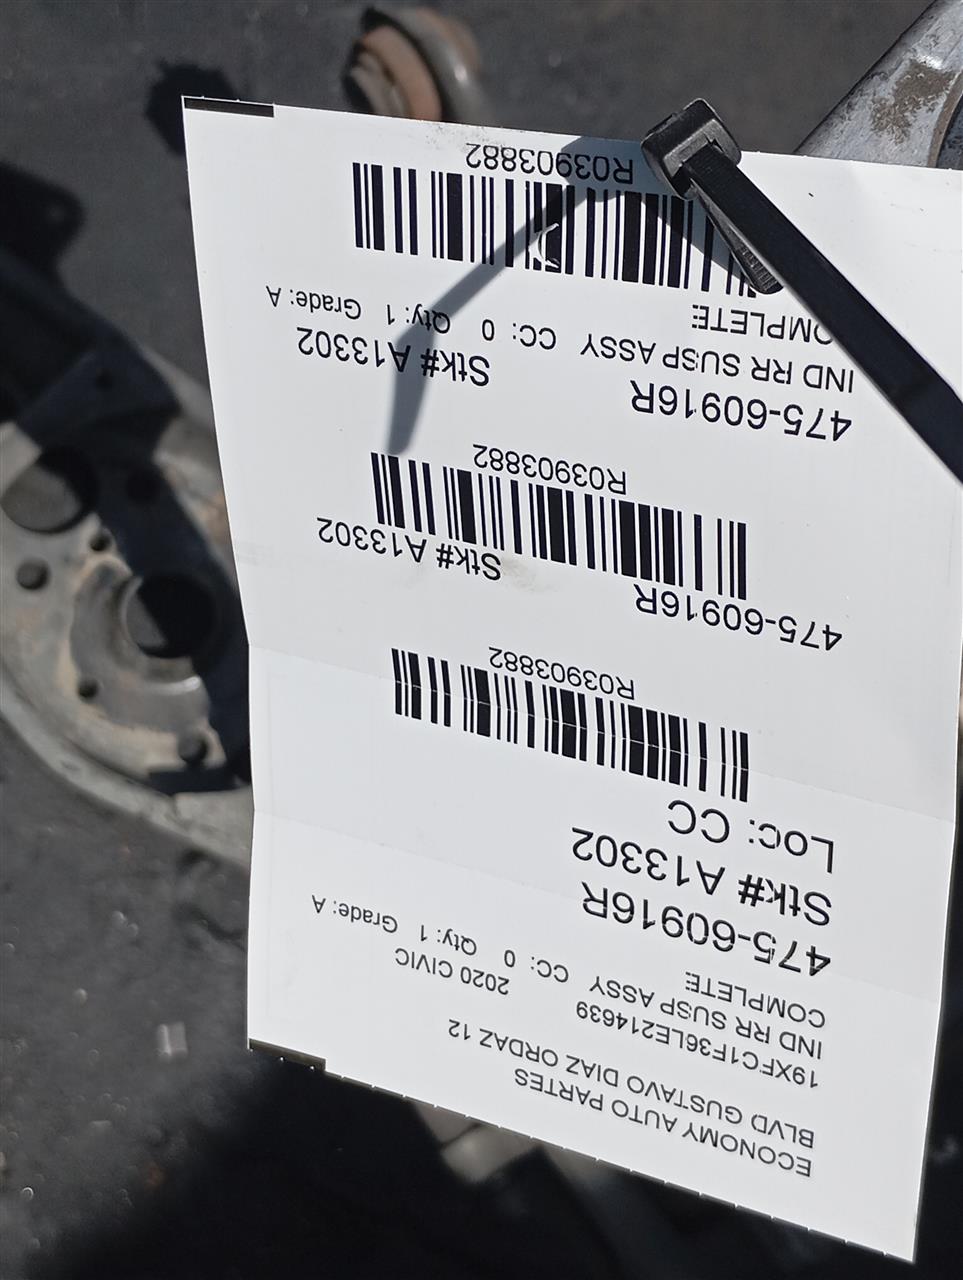 ECONOMY AUTO PARTES
BLVD GUSTAVO DIAZ ORDAZ 12
19XFC1F36LE214639 2020 CIVIC
IND RR SUSP ASSY CC: 0 Qty: 1 Grade: A
COMPLETE
475-60916R
Stk# A13302
Loc: CC
R03903882
475-60916R Stk# A13302
R03903882
475-60916R Stk# A13302
IND RR SUSP ASSY CC: 0 Qty: 1 Grade: A
OMPLETE
R03903882